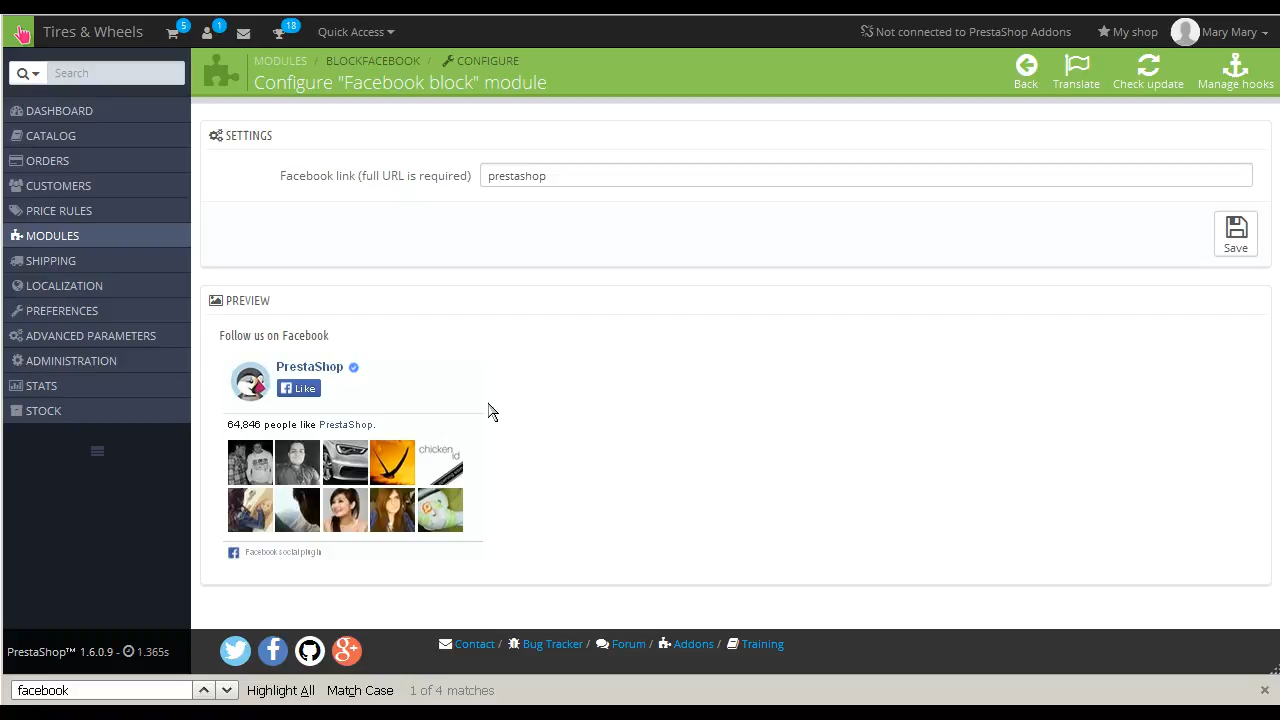 Tires & Wheels 5 1 18 Quick Access Not connected to PrestaShop Addons My shop Mary Mary
Search
DASHBOARD
CATALOG
ORDERS
CUSTOMERS
PRICE RULES
MODULES
SHIPPING
LOCALIZATION
PREFERENCES
ADVANCED PARAMETERS
ADMINISTRATION
STATS
STOCK
MODULES / BLOCKFACEBOOK / CONFIGURE
Configure "Facebook block" module
Back Translate Check update Manage hooks
SETTINGS
Facebook link (full URL is required) prestashop
Save
PREVIEW
Follow us on Facebook
PrestaShop
Like
64,846 people like PrestaShop.
chicken
id
Facebook social plugin
PrestaShop™ 1.6.0.9 - 1.365s
Contact / Bug Tracker / Forum / Addons / Training
facebook Highlight All Match Case 1 of 4 matches